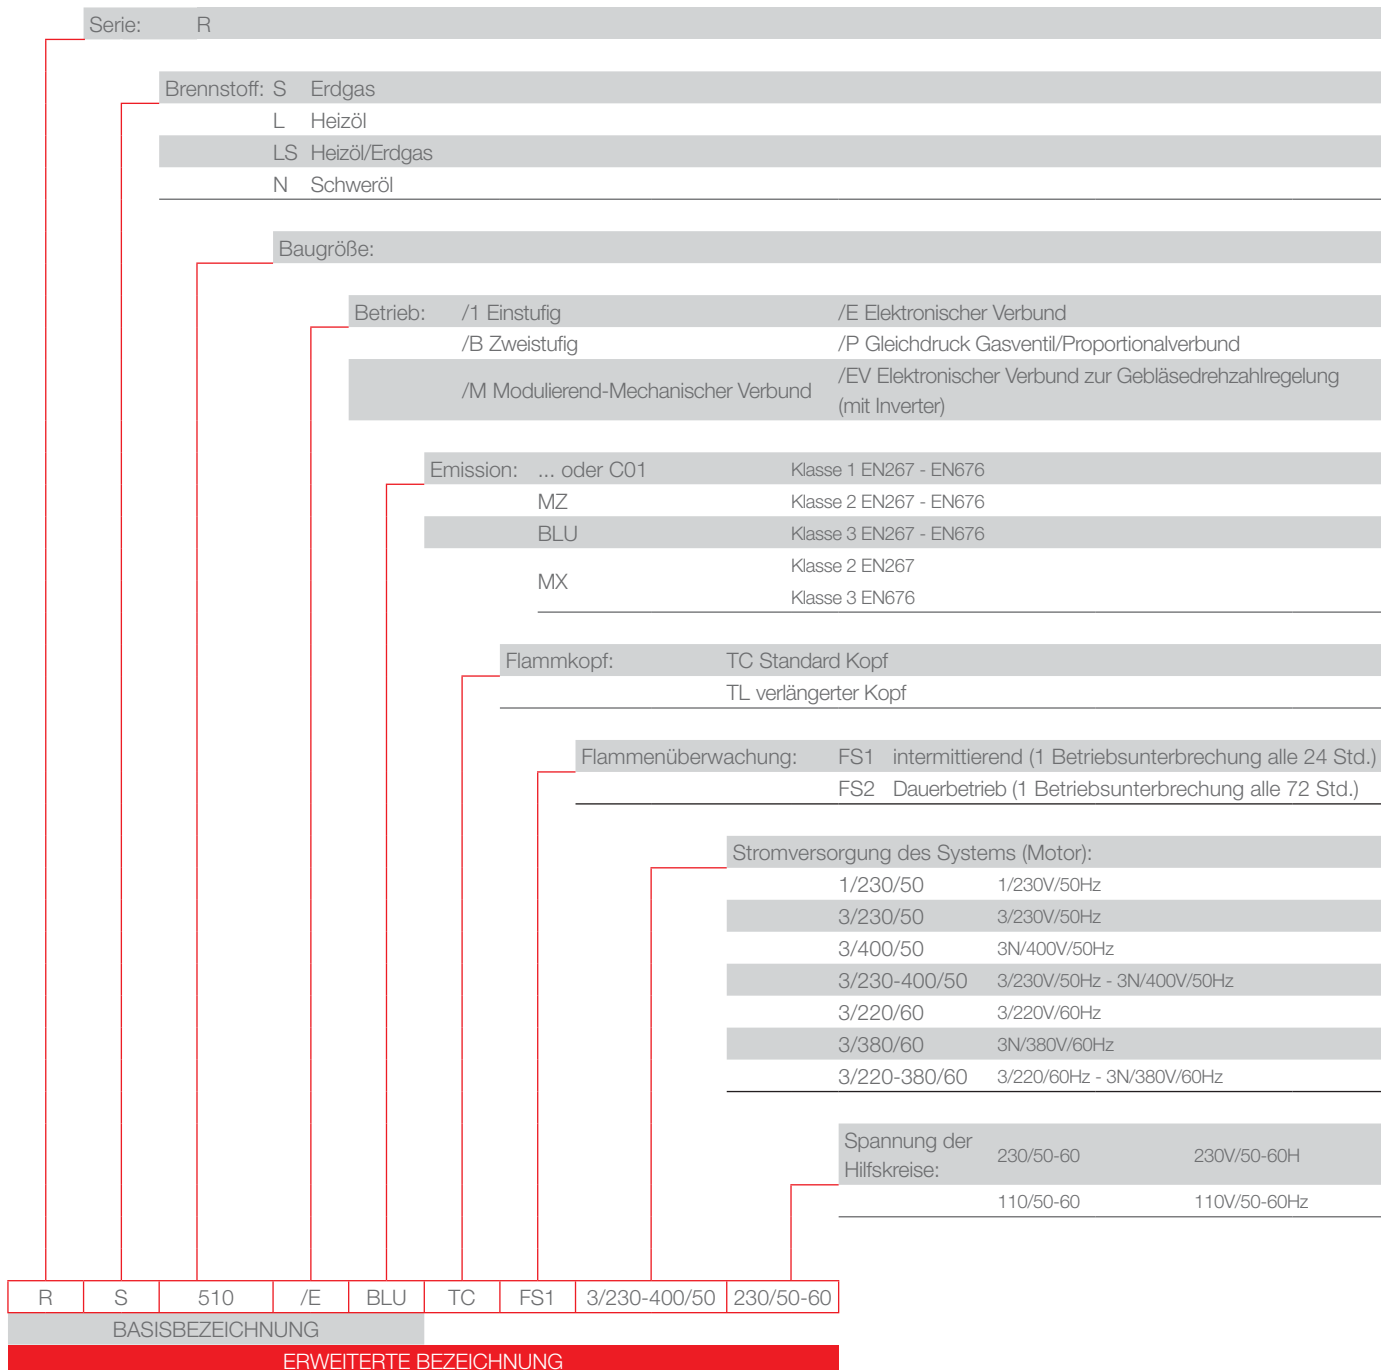 Serie: R
Brennstoff: S Erdgas
L Heizöl
LS Heizöl/Erdgas
N Schweröl
Baugröße:
Betrieb: /1 Einstufig /E Elektronischer Verbund
/B Zweistufig /P Gleichdruck Gasventil/Proportionalverbund
/M Modulierend-Mechanischer Verbund /EV Elektronischer Verbund zur Gebläsedrehzahlregelung
(mit Inverter)
Emission: ... oder C01 Klasse 1 EN267 - EN676
MZ Klasse 2 EN267 - EN676
BLU Klasse 3 EN267 - EN676
MX Klasse 2 EN267
Klasse 3 EN676
Flammkopf: TC Standard Kopf
TL verlängerter Kopf
Flammenüberwachung: FS1 intermittierend (1 Betriebsunterbrechung alle 24 Std.)
FS2 Dauerbetrieb (1 Betriebsunterbrechung alle 72 Std.)
Stromversorgung des Systems (Motor):
1/230/50 1/230V/50Hz
3/230/50 3/230V/50Hz
3/400/50 3N/400V/50Hz
3/230-400/50 3/230V/50Hz - 3N/400V/50Hz
3/220/60 3/220V/60Hz
3/380/60 3N/380V/60Hz
3/220-380/60 3/220/60Hz - 3N/380V/60Hz
Spannung der
Hilfskreise: 230/50-60 230V/50-60H
110/50-60 110V/50-60Hz
R S 510 /E BLU TC FS1 3/230-400/50 230/50-60
BASISBEZEICHNUNG
ERWEITERTE BEZEICHNUNG